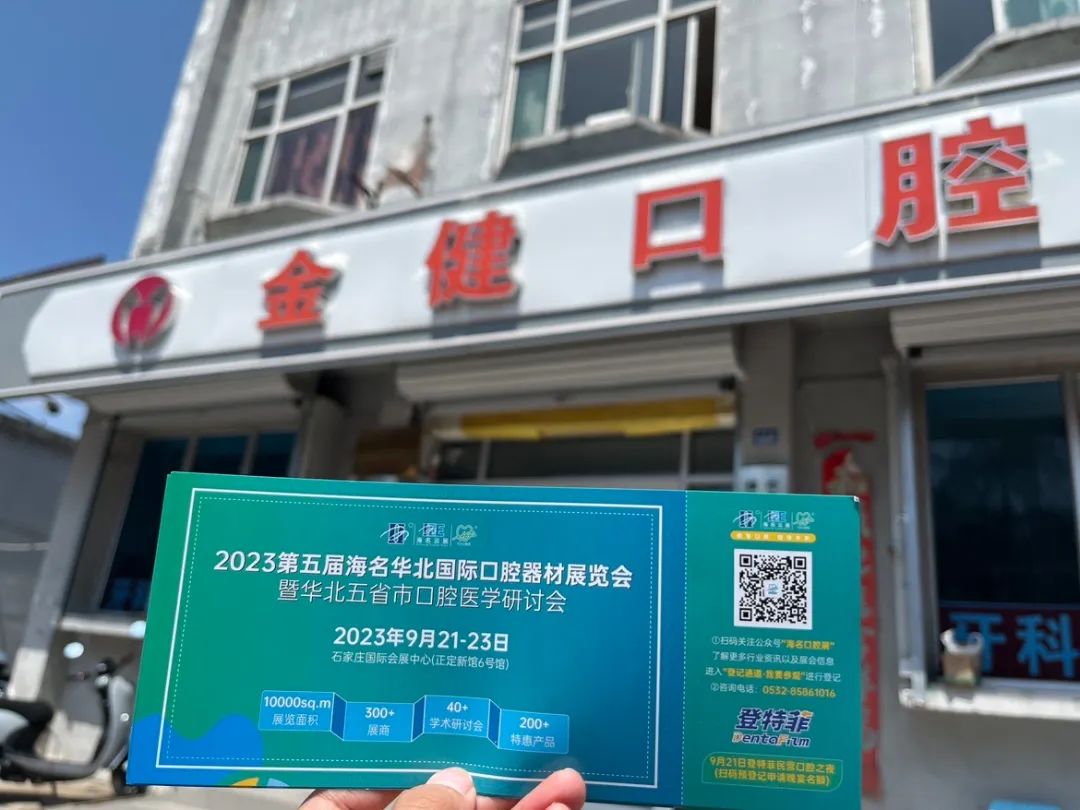 金健口腔
海名会展
2023第五届海名华北国际口腔器材展览会
暨华北五省市口腔医学研讨会
2023年9月21-23日
石家庄国际会展中心(正定新馆6号馆)
10000sq.m
展览面积
300+
展商
40+
学术研讨会
200+
特惠产品
海名会展
①扫码关注公众号"海名口腔展"
了解更多行业资讯以及展会信息
进入"登记通道-我要参观"进行登记
②咨询电话：0532-85861016
登特菲
DentaFilm
9月21日登特菲民营口腔之夜
(扫码预登记申请晚宴名额)
牙科